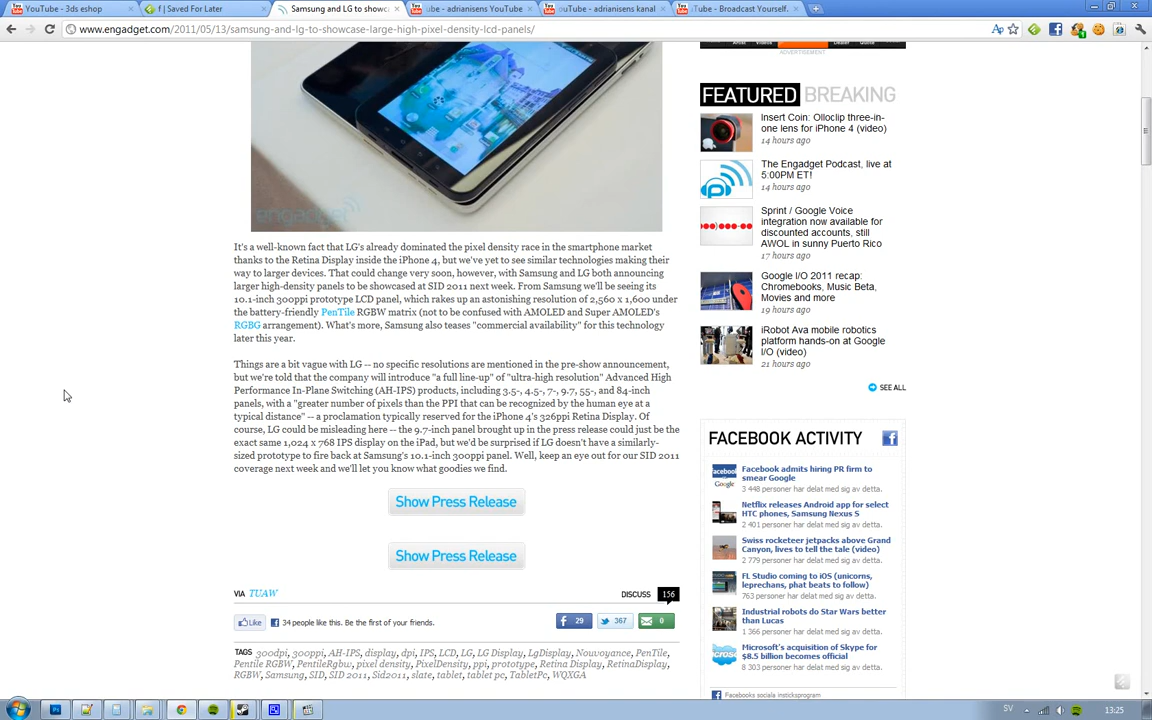 YouTube - 3ds eshop
f | Saved For Later
Samsung and LG to showc
ube - adrianisens YouTube
ouTube - adrianisens kanal
uTube - Broadcast Yourself.
www.engadget.com/2011/05/13/samsung-and-lg-to-showcase-large-high-pixel-density-lcd-panels/
engadget
It's a well-known fact that LG's already dominated the pixel density race in the smartphone market
thanks to the Retina Display inside the iPhone 4, but we've yet to see similar technologies making their
way to larger devices. That could change very soon, however, with Samsung and LG both announcing
larger high-density panels to be showcased at SID 2011 next week. From Samsung we'll be seeing its
10.1-inch 300ppi prototype LCD panel, which rakes up an astonishing resolution of 2,560 x 1,600 under
the battery-friendly PenTile RGBW matrix (not to be confused with AMOLED and Super AMOLED's
RGBG arrangement). What's more, Samsung also teases "commercial availability" for this technology
later this year.
Things are a bit vague with LG -- no specific resolutions are mentioned in the pre-show announcement,
but we're told that the company will introduce "a full line-up" of "ultra-high resolution" Advanced High
Performance In-Plane Switching (AH-IPS) products, including 3.5-, 4.5-, 7-, 9.7, 55-, and 84-inch
panels, with a "greater number of pixels than the PPI that can be recognized by the human eye at a
typical distance" -- a proclamation typically reserved for the iPhone 4's 326ppi Retina Display. Of
course, LG could be misleading here -- the 9.7-inch panel brought up in the press release could just be the
exact same 1,024 x 768 IPS display on the iPad, but we'd be surprised if LG doesn't have a similarly-
sized prototype to fire back at Samsung's 10.1-inch 300ppi panel. Well, keep an eye out for our SID 2011
coverage next week and we'll let you know what goodies we find.
Show Press Release
Show Press Release
VIA TUAW
DISCUSS 156
Like
34 people like this. Be the first of your friends.
29
367
0
TAGS 300dpi, 300ppi, AH-IPS, display, dpi, IPS, LCD, LG, LG Display, LgDisplay, Nouvoyance, PenTile,
Pentile RGBW, PentileRgbw, pixel density, PixelDensity, ppi, prototype, Retina Display, RetinaDisplay,
RGBW, Samsung, SID, SID 2011, Sid2011, slate, tablet, tablet pc, TabletPc, WQXGA
Videos
Dealer
Guide
ADVERTISEMENT
FEATURED BREAKING
Insert Coin: Olloclip three-in-
one lens for iPhone 4 (video)
14 hours ago
The Engadget Podcast, live at
5:00PM ET!
14 hours ago
Sprint / Google Voice
integration now available for
discounted accounts, still
AWOL in sunny Puerto Rico
17 hours ago
Google I/O 2011 recap:
Chromebooks, Music Beta,
Movies and more
19 hours ago
iRobot Ava mobile robotics
platform hands-on at Google
I/O (video)
21 hours ago
SEE ALL
FACEBOOK ACTIVITY
Facebook admits hiring PR firm to
smear Google
3 448 personer har delat med sig av detta.
Netflix releases Android app for select
HTC phones, Samsung Nexus S
2 401 personer har delat med sig av detta.
Swiss rocketeer jetpacks above Grand
Canyon, lives to tell the tale (video)
2 779 personer har delat med sig av detta.
FL Studio coming to iOS (unicorns,
leprechans, phat beats to follow)
763 personer har delat med sig av detta.
Industrial robots do Star Wars better
than Lucas
1 366 personer har delat med sig av detta.
Microsoft's acquisition of Skype for
$8.5 billion becomes official
8 303 personer har delat med sig av detta.
Facebooks sociala insticksprogram
SV
13:25